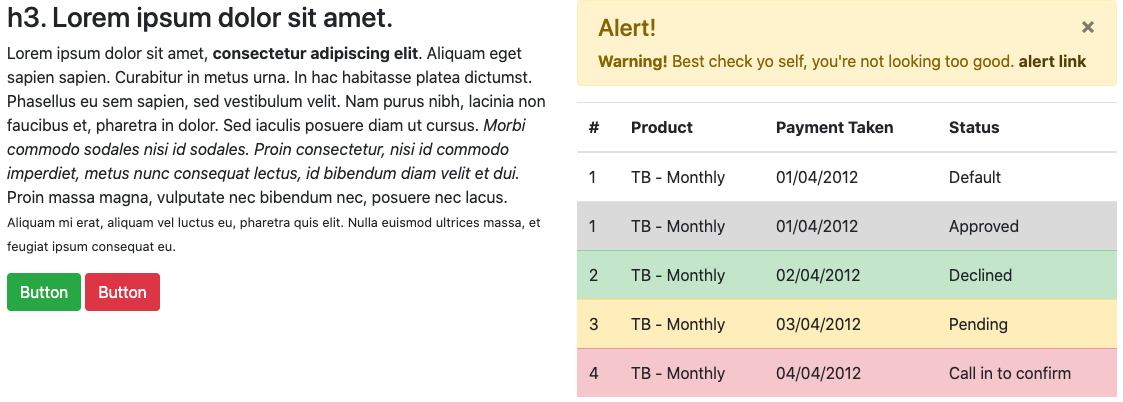 h3. Lorem ipsum dolor sit amet.
Lorem ipsum dolor sit amet, consectetur adipiscing elit. Aliquam eget
sapien sapien. Curabitur in metus urna. In hac habitasse platea dictumst.
Phasellus eu sem sapien, sed vestibulum velit. Nam purus nibh, lacinia non
faucibus et, pharetra in dolor. Sed iaculis posuere diam ut cursus. Morbi
commodo sodales nisi id sodales. Proin consectetur, nisi id commodo
imperdiet, metus nunc consequat lectus, id bibendum diam velit et dui.
Proin massa magna, vulputate nec bibendum nec, posuere nec lacus.
Aliquam mi erat, aliquam vel luctus eu, pharetra quis elit. Nulla euismod ultrices massa, et
feugiat ipsum consequat eu.
Button Button
Alert! ×
Warning! Best check yo self, you're not looking too good. alert link
# Product Payment Taken Status
1 TB - Monthly 01/04/2012 Default
1 TB - Monthly 01/04/2012 Approved
2 TB - Monthly 02/04/2012 Declined
3 TB - Monthly 03/04/2012 Pending
4 TB - Monthly 04/04/2012 Call in to confirm